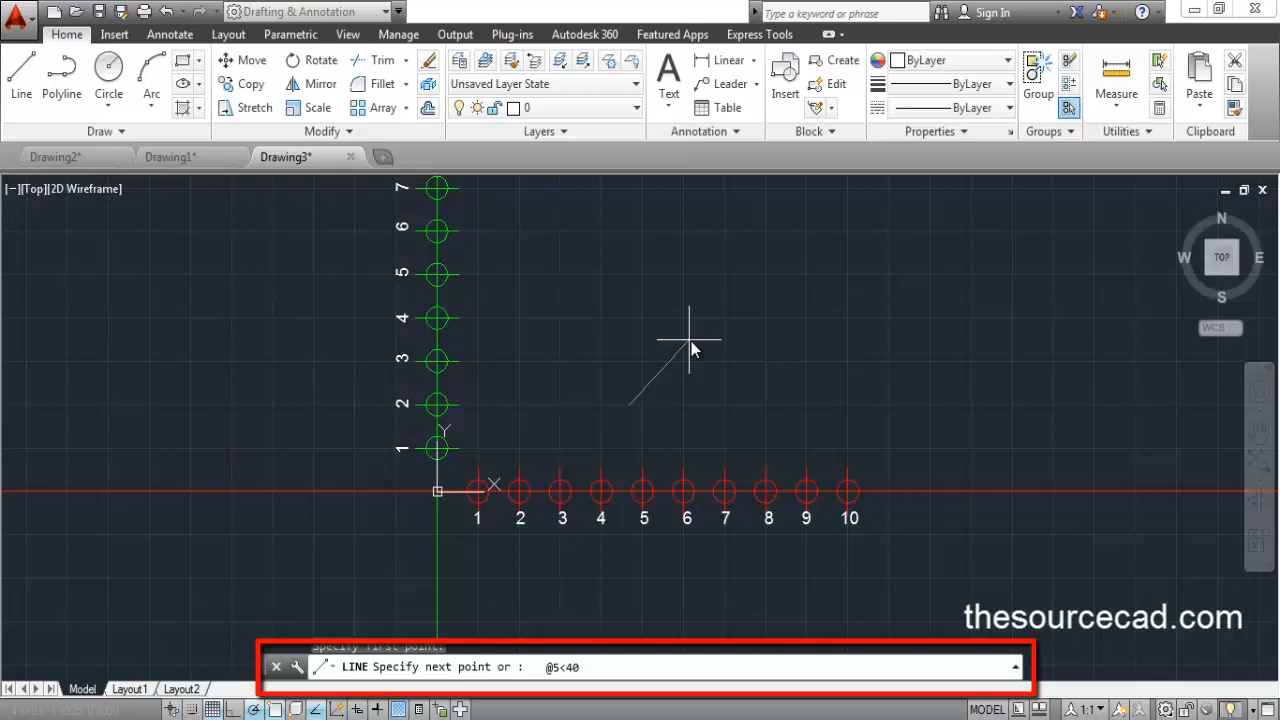 Drafting & Annotation
Type a keyword or phrase
Sign In
Home Insert Annotate Layout Parametric View Manage Output Plug-ins Autodesk 360 Featured Apps Express Tools
Line Polyline Circle Arc
Move Rotate Trim
Copy Mirror Fillet
Stretch Scale Array
Unsaved Layer State
0
Text
Linear
Leader
Table
Insert
Create
Edit
ByLayer
ByLayer
ByLayer
Group Measure Paste
Draw Modify Layers Annotation Block Properties Groups Utilities Clipboard
Drawing2* Drawing1* Drawing3*
[−][Top][2D Wireframe]
N
W TOP E
S
WCS
7
6
5
4
3
2
1
Y
X
1 2 3 4 5 6 7 8 9 10
thesourcecad.com
Specify first point:
LINE Specify next point or : @5<40
Model Layout1 Layout2
MODEL 1:1